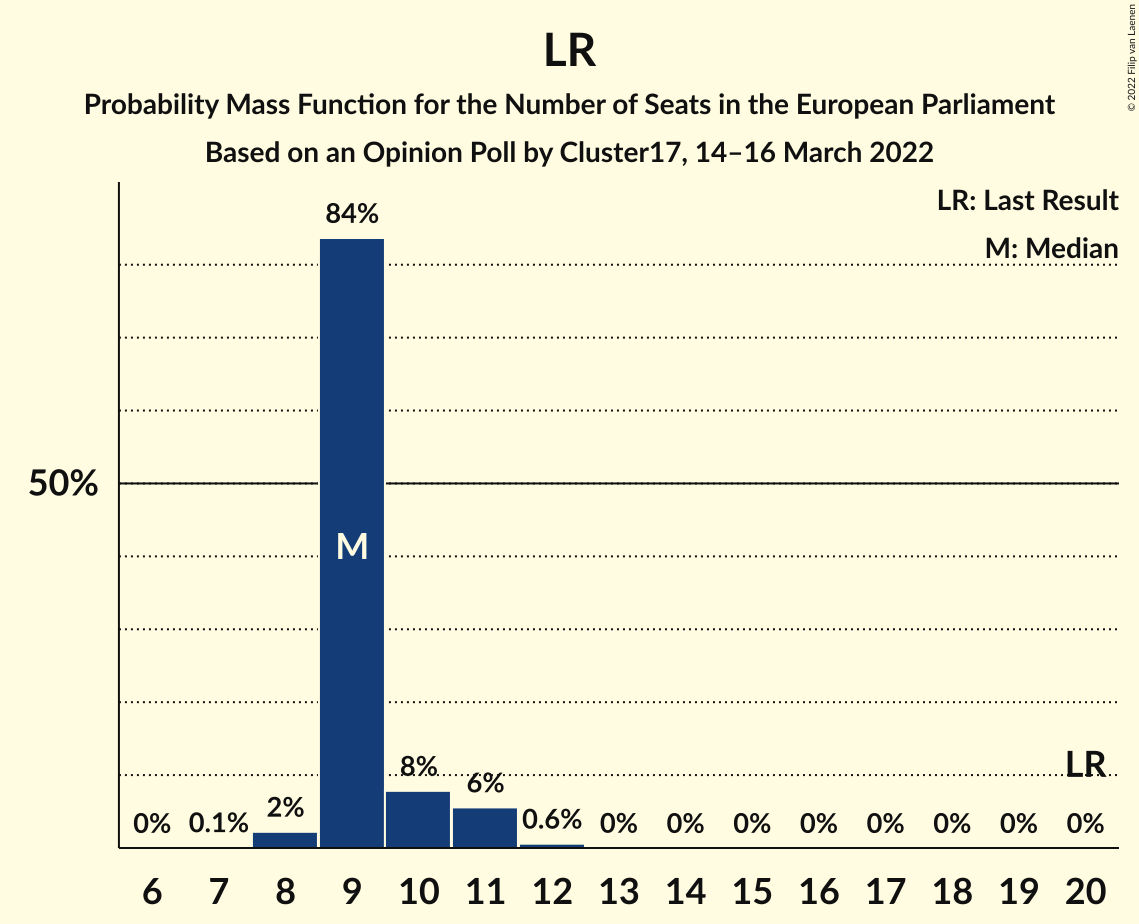 LR
Probability Mass Function for the Number of Seats in the European Parliament
Based on an Opinion Poll by Cluster17, 14–16 March 2022
© 2022 Filip van Laenen
LR: Last Result
M: Median
84%
50%
M
LR
0% 0.1% 2% 8% 6% 0.6% 0% 0% 0% 0% 0% 0% 0% 0%
6 7 8 9 10 11 12 13 14 15 16 17 18 19 20